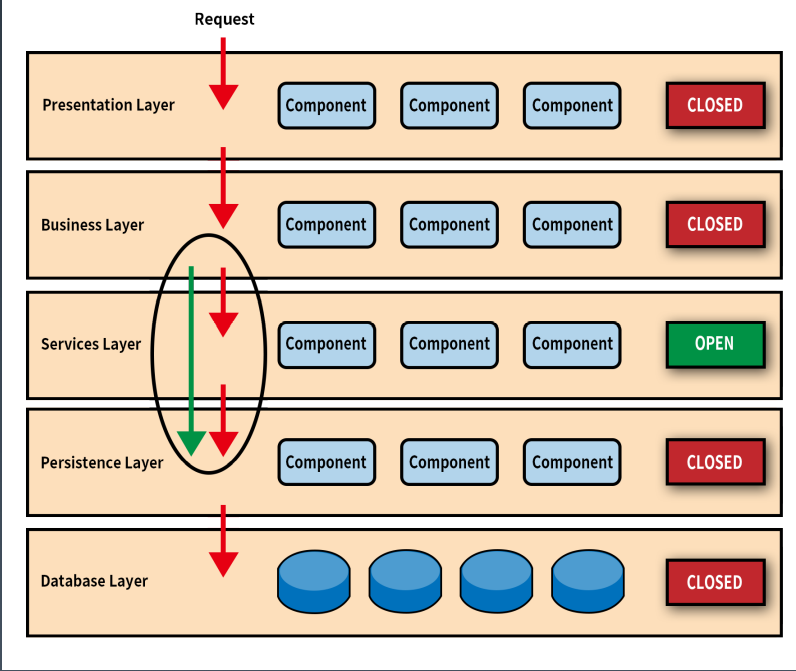 Request
Presentation Layer Component Component Component CLOSED
Business Layer Component Component Component CLOSED
Services Layer Component Component Component OPEN
Persistence Layer Component Component Component CLOSED
Database Layer CLOSED